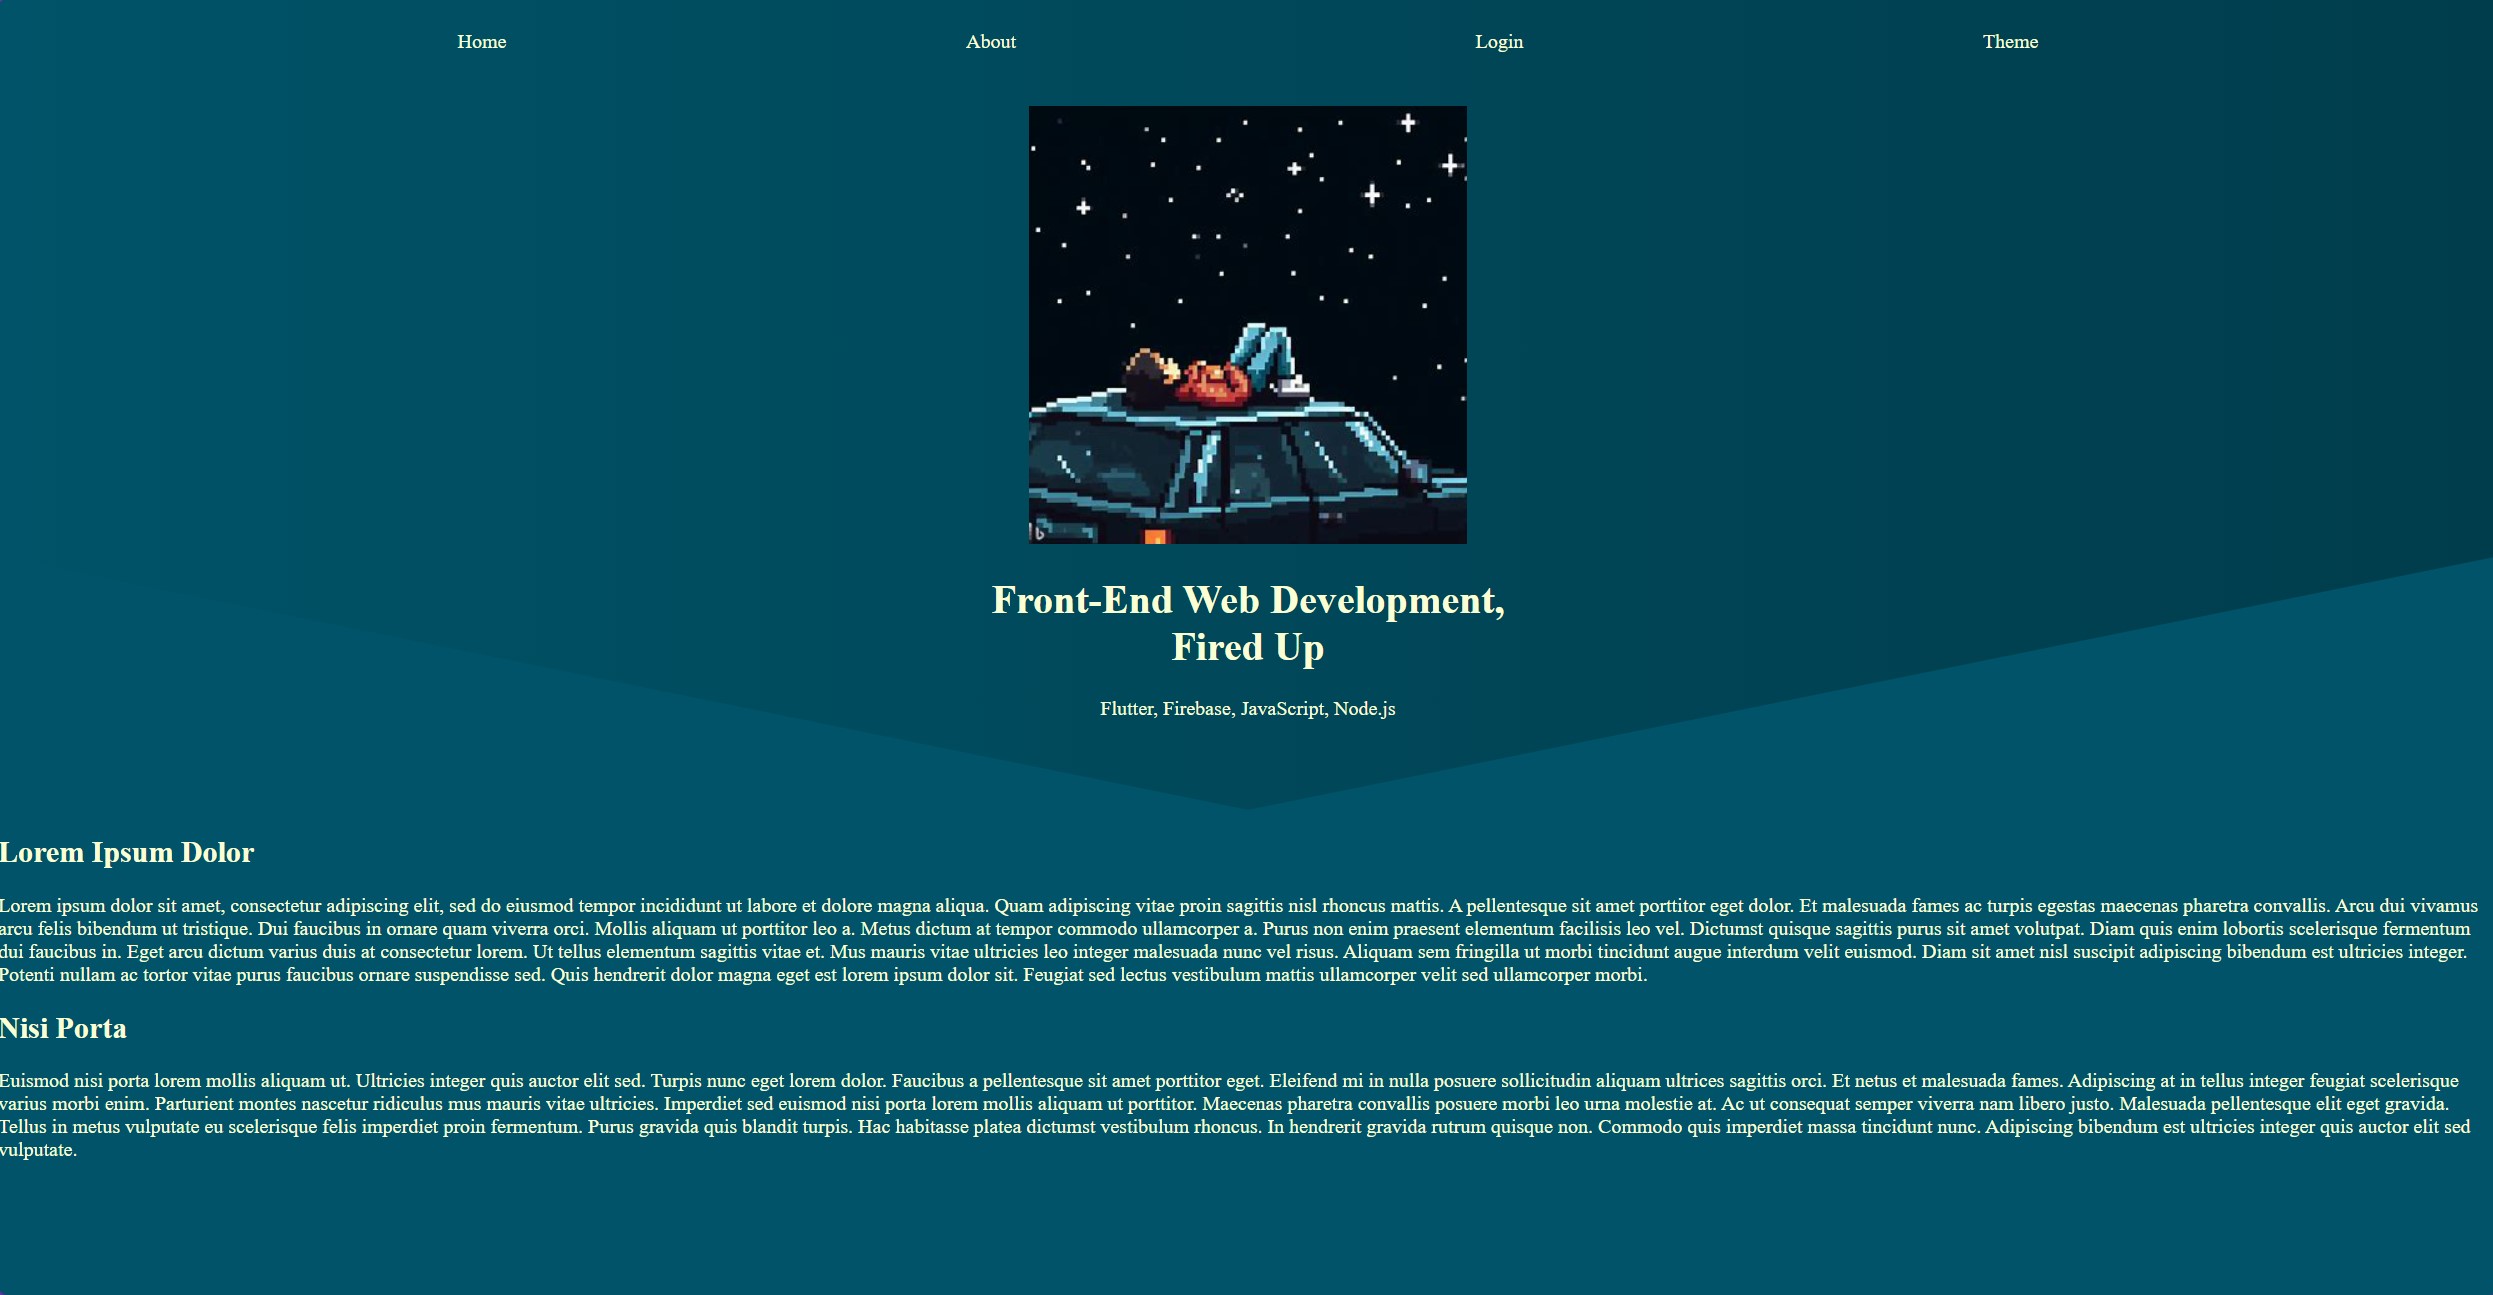 Home About Login Theme
Front-End Web Development,
Fired Up
Flutter, Firebase, JavaScript, Node.js
Lorem Ipsum Dolor
Lorem ipsum dolor sit amet, consectetur adipiscing elit, sed do eiusmod tempor incididunt ut labore et dolore magna aliqua. Quam adipiscing vitae proin sagittis nisl rhoncus mattis. A pellentesque sit amet porttitor eget dolor. Et malesuada fames ac turpis egestas maecenas pharetra convallis. Arcu dui vivamus
arcu felis bibendum ut tristique. Dui faucibus in ornare quam viverra orci. Mollis aliquam ut porttitor leo a. Metus dictum at tempor commodo ullamcorper a. Purus non enim praesent elementum facilisis leo vel. Dictumst quisque sagittis purus sit amet volutpat. Diam quis enim lobortis scelerisque fermentum
dui faucibus in. Eget arcu dictum varius duis at consectetur lorem. Ut tellus elementum sagittis vitae et. Mus mauris vitae ultricies leo integer malesuada nunc vel risus. Aliquam sem fringilla ut morbi tincidunt augue interdum velit euismod. Diam sit amet nisl suscipit adipiscing bibendum est ultricies integer.
Potenti nullam ac tortor vitae purus faucibus ornare suspendisse sed. Quis hendrerit dolor magna eget est lorem ipsum dolor sit. Feugiat sed lectus vestibulum mattis ullamcorper velit sed ullamcorper morbi.
Nisi Porta
Euismod nisi porta lorem mollis aliquam ut. Ultricies integer quis auctor elit sed. Turpis nunc eget lorem dolor. Faucibus a pellentesque sit amet porttitor eget. Eleifend mi in nulla posuere sollicitudin aliquam ultrices sagittis orci. Et netus et malesuada fames. Adipiscing at in tellus integer feugiat scelerisque
varius morbi enim. Parturient montes nascetur ridiculus mus mauris vitae ultricies. Imperdiet sed euismod nisi porta lorem mollis aliquam ut porttitor. Maecenas pharetra convallis posuere morbi leo urna molestie at. Ac ut consequat semper viverra nam libero justo. Malesuada pellentesque elit eget gravida.
Tellus in metus vulputate eu scelerisque felis imperdiet proin fermentum. Purus gravida quis blandit turpis. Hac habitasse platea dictumst vestibulum rhoncus. In hendrerit gravida rutrum quisque non. Commodo quis imperdiet massa tincidunt nunc. Adipiscing bibendum est ultricies integer quis auctor elit sed
vulputate.